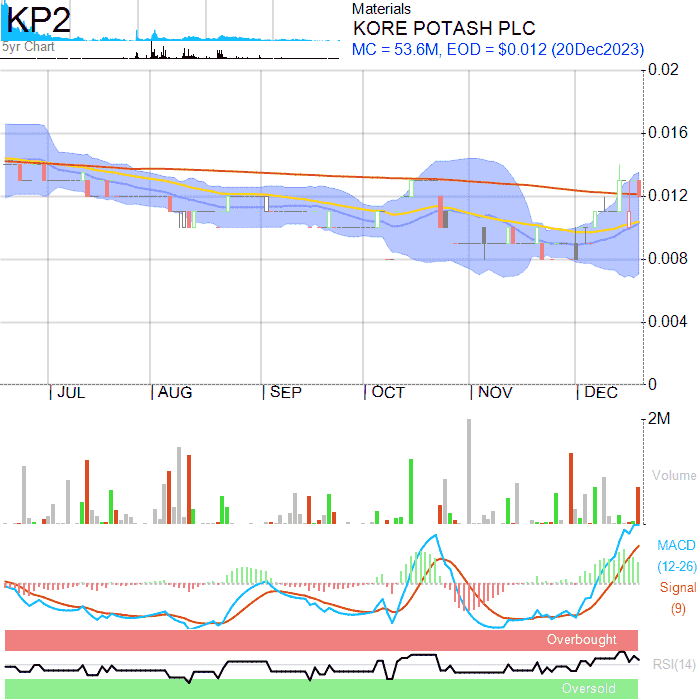 KP2
5yr Chart
Materials
KORE POTASH PLC
MC = 53.6M, EOD = $0.012 (20Dec2023)
0.02
0.016
0.012
0.008
0.004
0
JUL AUG SEP OCT NOV DEC
2M
Volume
MACD
(12-26)
Signal
(9)
Overbought
RSI(14)
Oversold